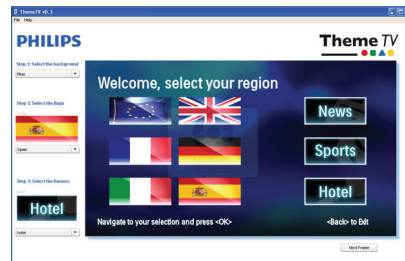 ThemeTV v0.3
File Help
PHILIPS
Theme TV
Step 1: Select the background
Blue
Step 2: Select the flags
Spain
Step 3: Select the themes
Hotel
hotel
Welcome, select your region
News
Sports
Hotel
Navigate to your selection and press <OK>
<Back> to Exit
Next Frame